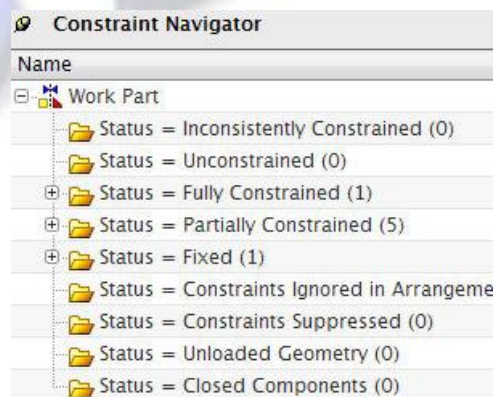 Constraint Navigator
Name
Work Part
Status = Inconsistently Constrained (0)
Status = Unconstrained (0)
Status = Fully Constrained (1)
Status = Partially Constrained (5)
Status = Fixed (1)
Status = Constraints Ignored in Arrangeme
Status = Constraints Suppressed (0)
Status = Unloaded Geometry (0)
Status = Closed Components (0)